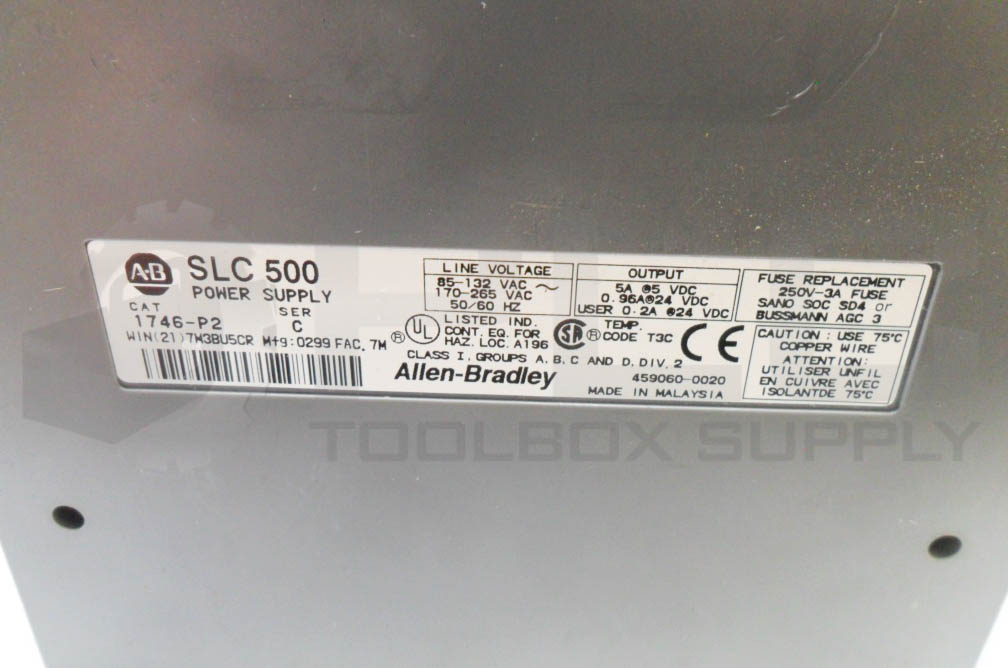 A-B
SLC 500
POWER SUPPLY
CAT SER
1746-P2 C
WIN(21)7M3BU5CR Mfg:0299 FAC. 7M
LINE VOLTAGE
85-132 VAC ~
170-265 VAC
50/60 HZ
OUTPUT
5A @5 VDC
0.96A@24 VDC
USER 0.2A @24 VDC
FUSE REPLACEMENT
250V-3A FUSE
SANO SOC SD4 or
BUSSMANN AGC 3
UL ®
LISTED IND.
CONT. EQ. FOR
HAZ. LOC. A196
SA ®
TEMP.
CODE T3C
CE
CLASS I, GROUPS A, B, C AND D, DIV. 2
Allen-Bradley
459060-0020
MADE IN MALAYSIA
CAUTION: USE 75°C
COPPER WIRE
ATTENTION:
UTILISER UNFIL
EN CUIVRE AVEC
ISOLANTDE 75°C
TOOLBOX SUPPLY